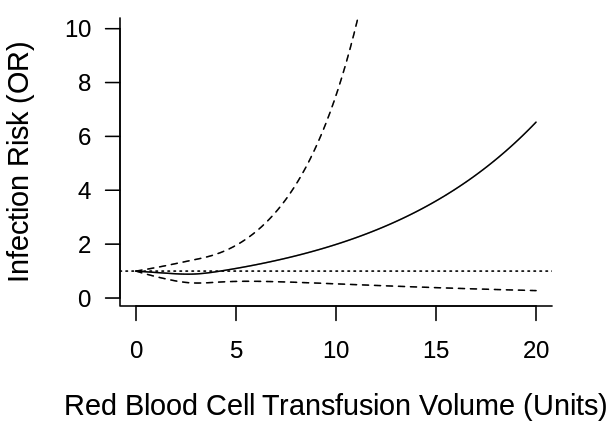 Infection Risk (OR)
10
8
6
4
2
0
0 5 10 15 20
Red Blood Cell Transfusion Volume (Units)